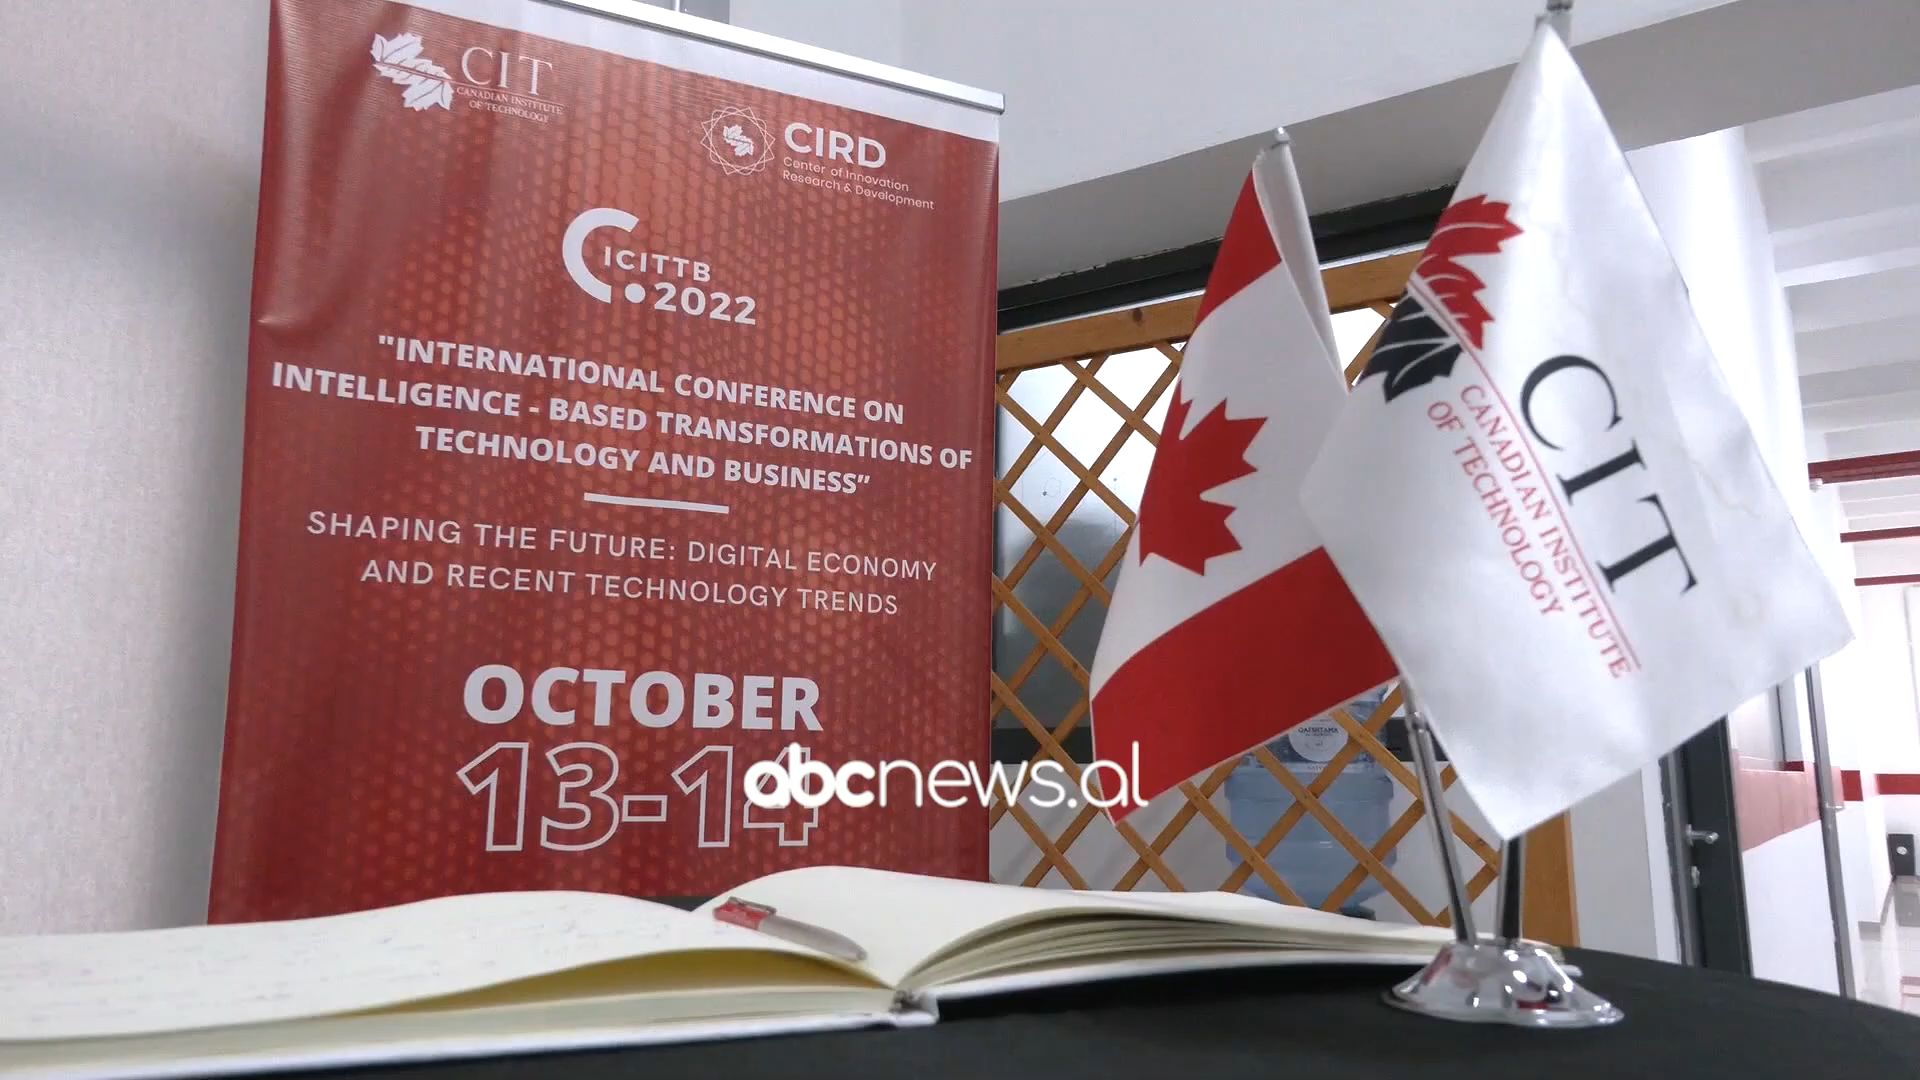 CIT
CANADIAN INSTITUTE
OF TECHNOLOGY
CIRD
Center of Innovation
Research & Development
ICITTB
2022
"INTERNATIONAL CONFERENCE ON
INTELLIGENCE - BASED TRANSFORMATIONS OF
TECHNOLOGY AND BUSINESS”
SHAPING THE FUTURE: DIGITAL ECONOMY
AND RECENT TECHNOLOGY TRENDS
OCTOBER
13-14
abcnews.al
CIT
CANADIAN INSTITUTE
OF TECHNOLOGY
QAFSHTAMA